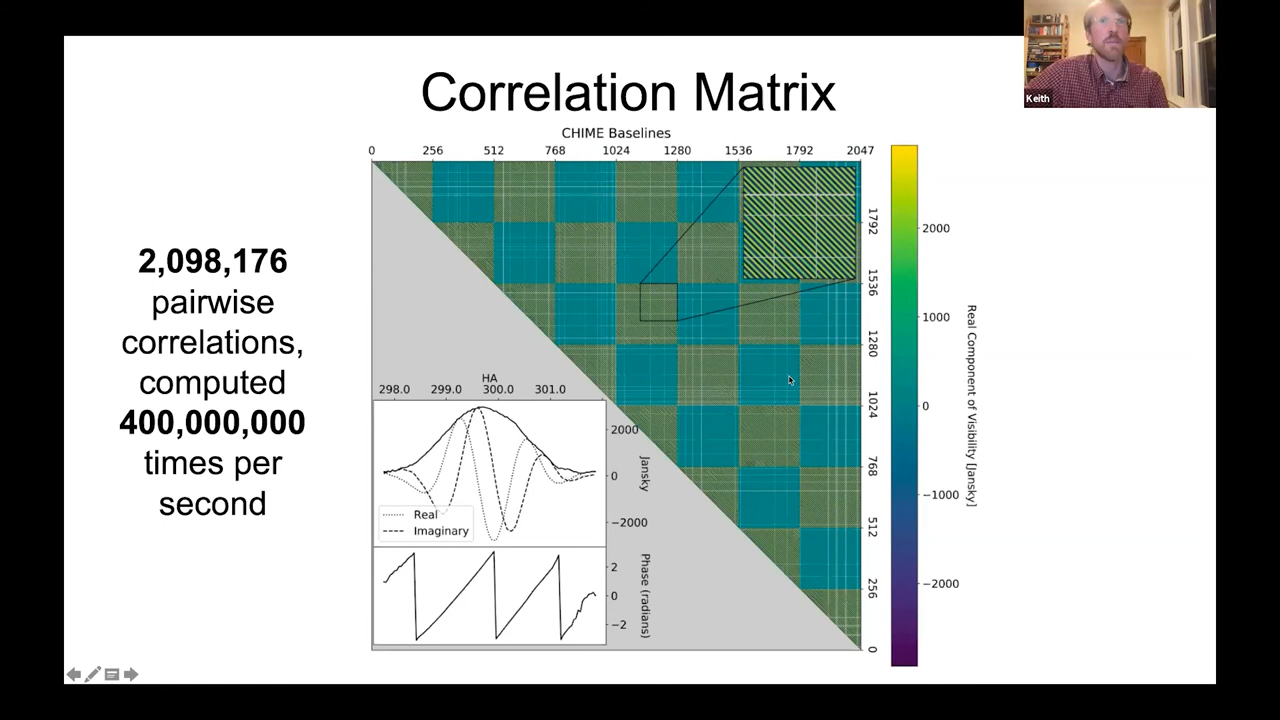 Keith
Correlation Matrix
2,098,176
pairwise
correlations,
computed
400,000,000
times per
second
CHIME Baselines
0 256 512 768 1024 1280 1536 1792 2047
1792
1536
1280
1024
768
512
256
0
HA
298.0 299.0 300.0 301.0
2000
0
−2000
Jansky
Real
Imaginary
2
0
−2
Phase (radians)
2000
1000
0
−1000
−2000
Real Component of Visibility [Jansky]